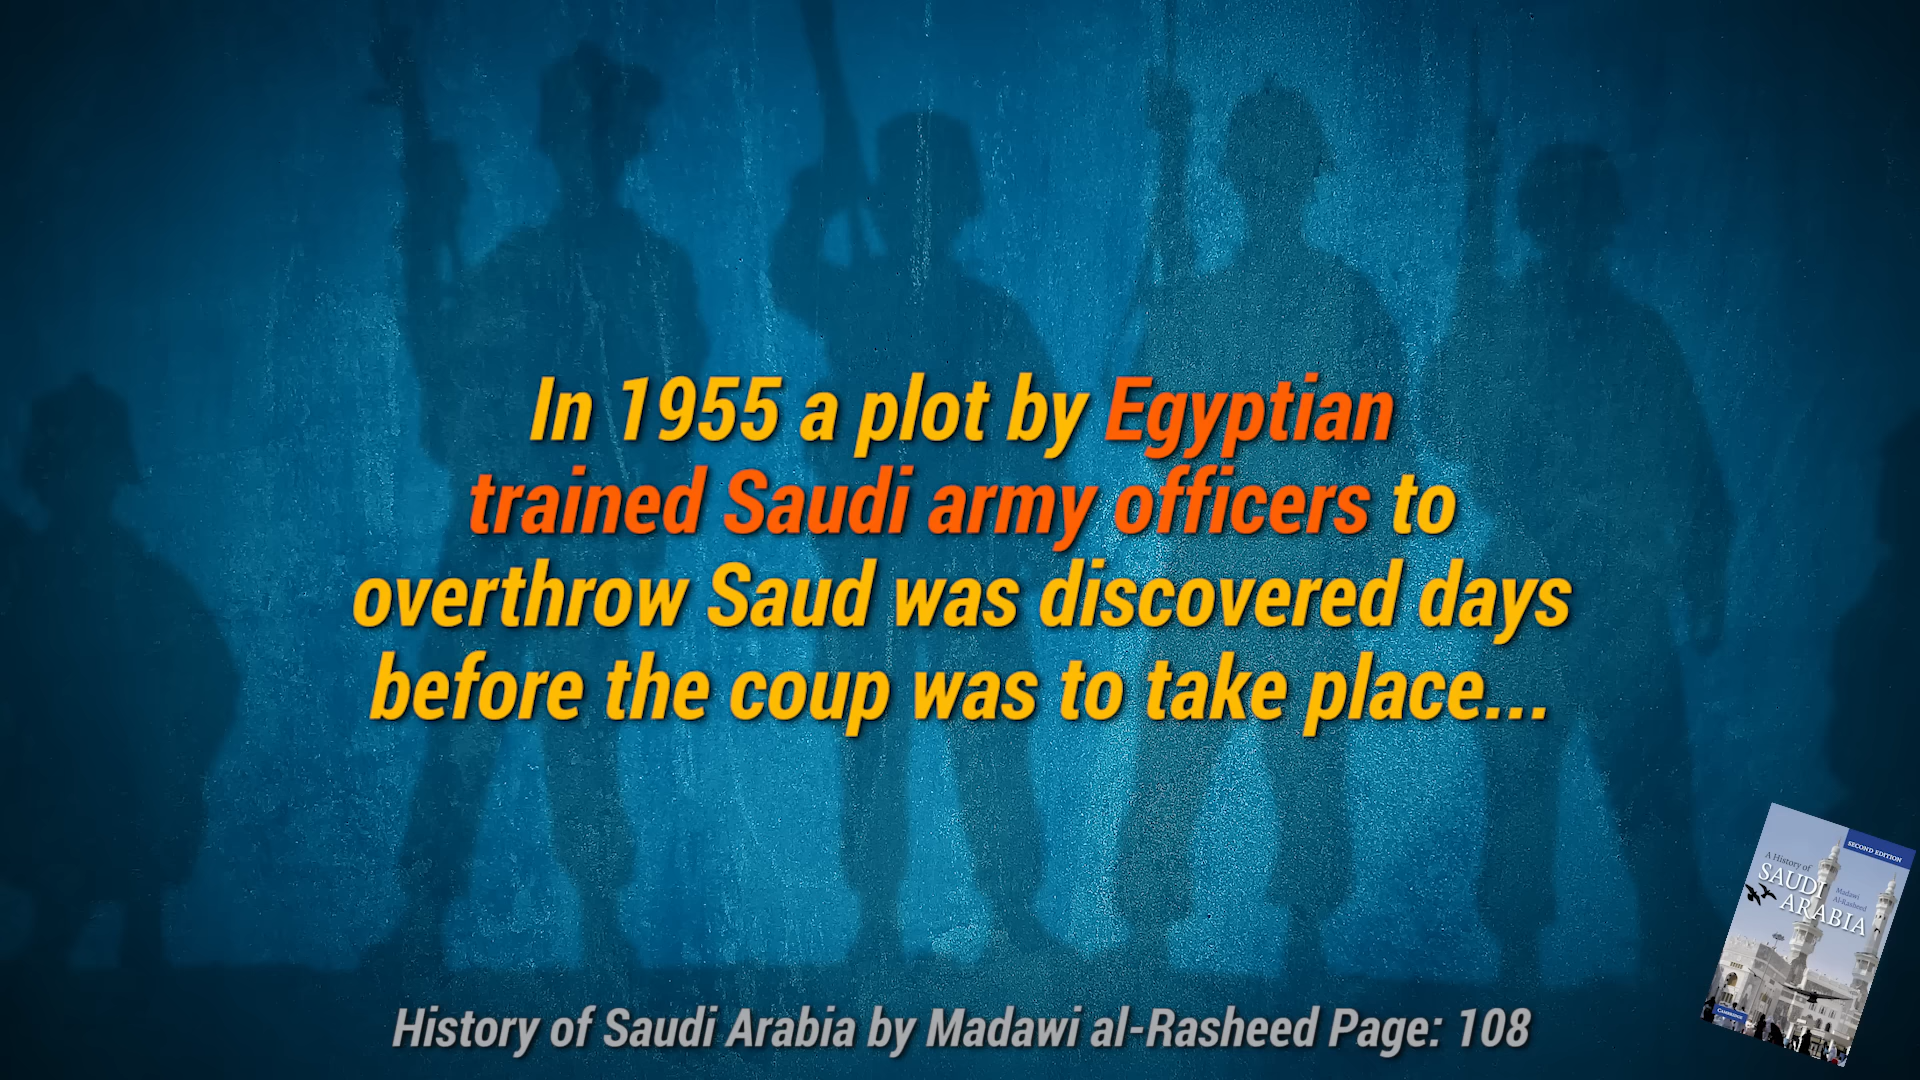 In 1955 a plot by Egyptian
trained Saudi army officers to
overthrow Saud was discovered days
before the coup was to take place...
SECOND EDITION
A History of
SAUDI
ARABIA
Madawi
Al-Rasheed
CAMBRIDGE
History of Saudi Arabia by Madawi al-Rasheed Page: 108